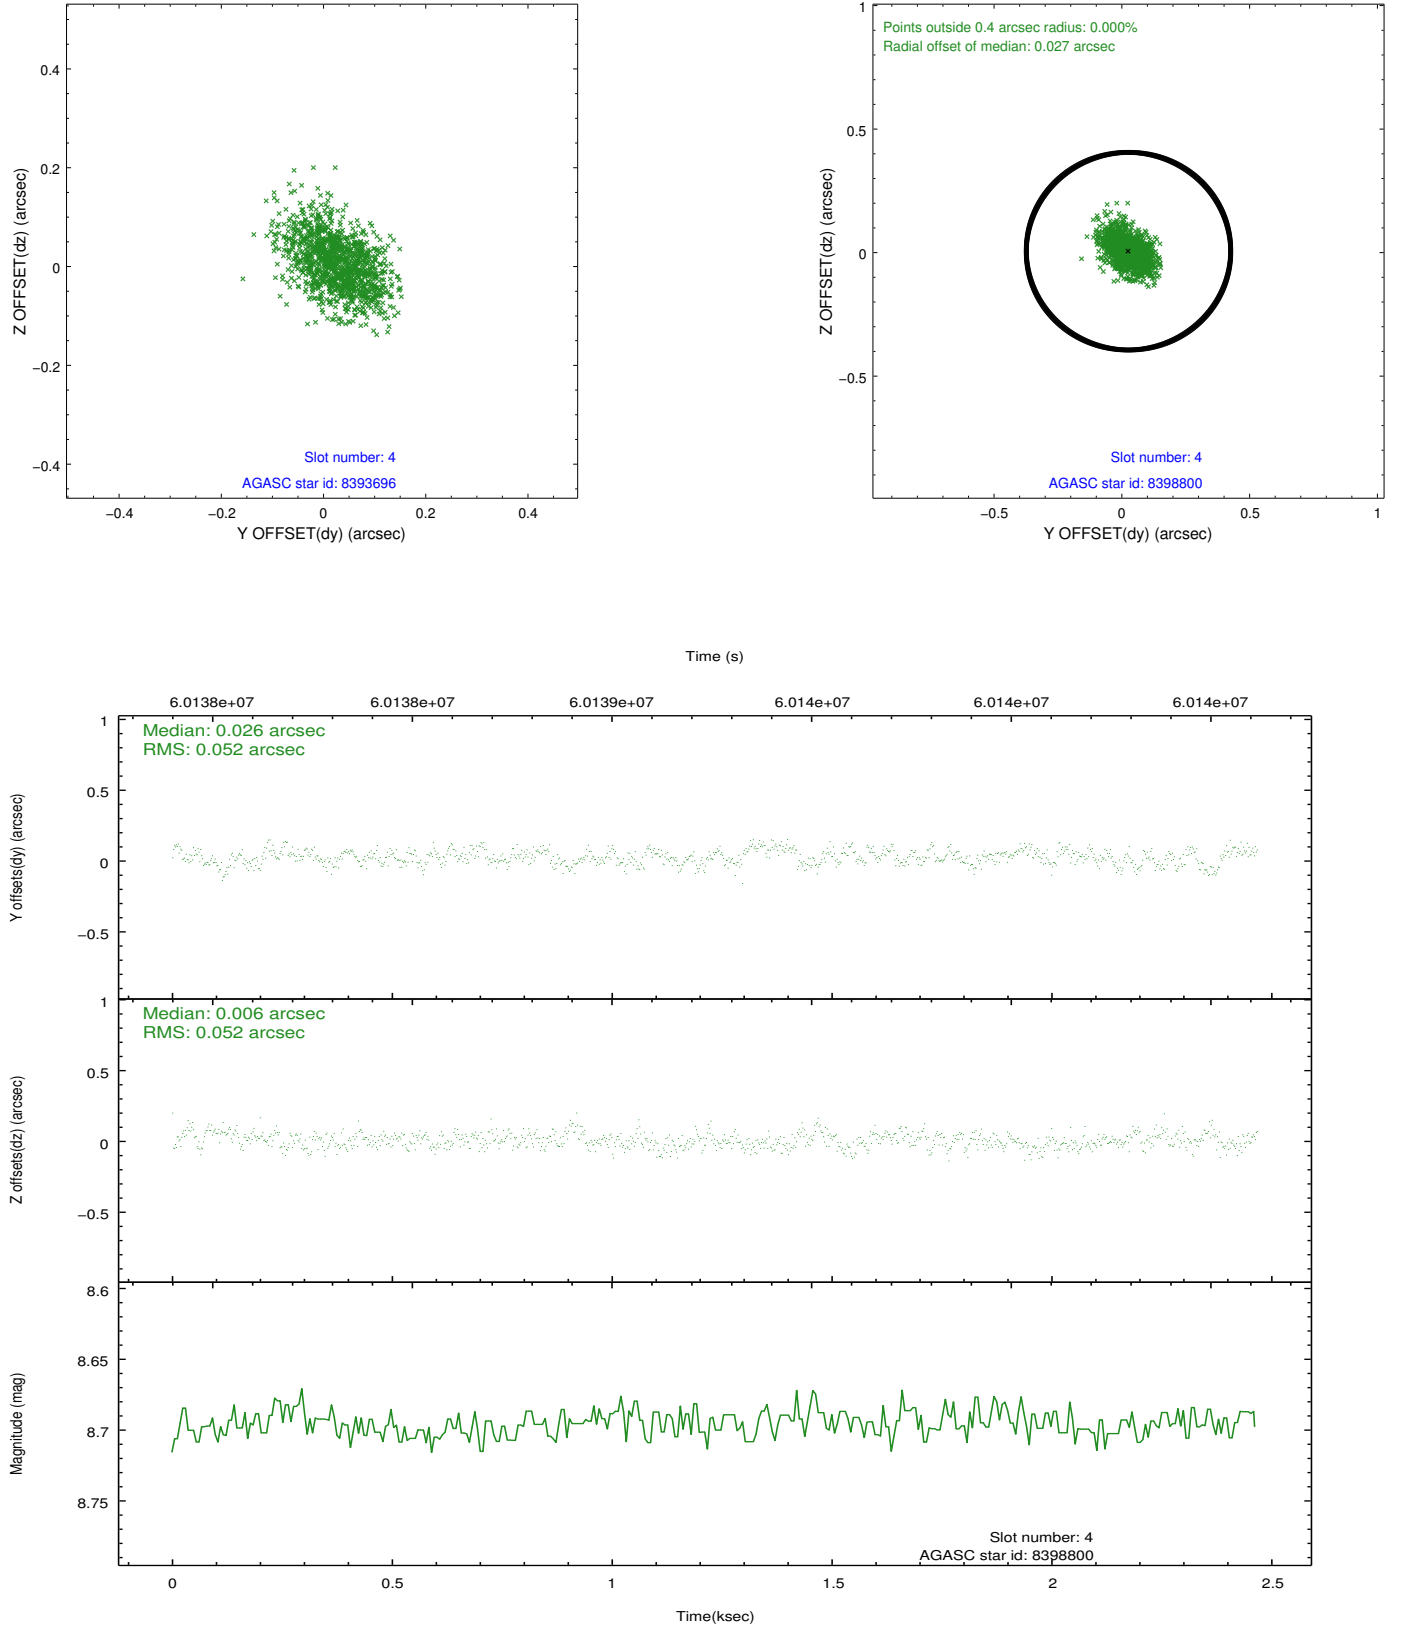 0.4
0.2
0
−0.2
−0.4
Z OFFSET(dz) (arcsec)
Slot number: 4
AGASC star id: 8393696
−0.4 −0.2 0 0.2 0.4
Y OFFSET(dy) (arcsec)
Points outside 0.4 arcsec radius: 0.000%
Radial offset of median: 0.027 arcsec
1
0.5
0
−0.5
Z OFFSET(dz) (arcsec)
Slot number: 4
AGASC star id: 8398800
−0.5 0 0.5 1
Y OFFSET(dy) (arcsec)
Time (s)
6.0138e+07 6.0138e+07 6.0139e+07 6.014e+07 6.014e+07 6.014e+07
Median: 0.026 arcsec
RMS: 0.052 arcsec
1
0.5
0
−0.5
Y offsets(dy) (arcsec)
Median: 0.006 arcsec
RMS: 0.052 arcsec
1
0.5
0
−0.5
Z offsets(dz) (arcsec)
8.6
8.65
8.7
8.75
Magnitude (mag)
Slot number: 4
AGASC star id: 8398800
0 0.5 1 1.5 2 2.5
Time(ksec)